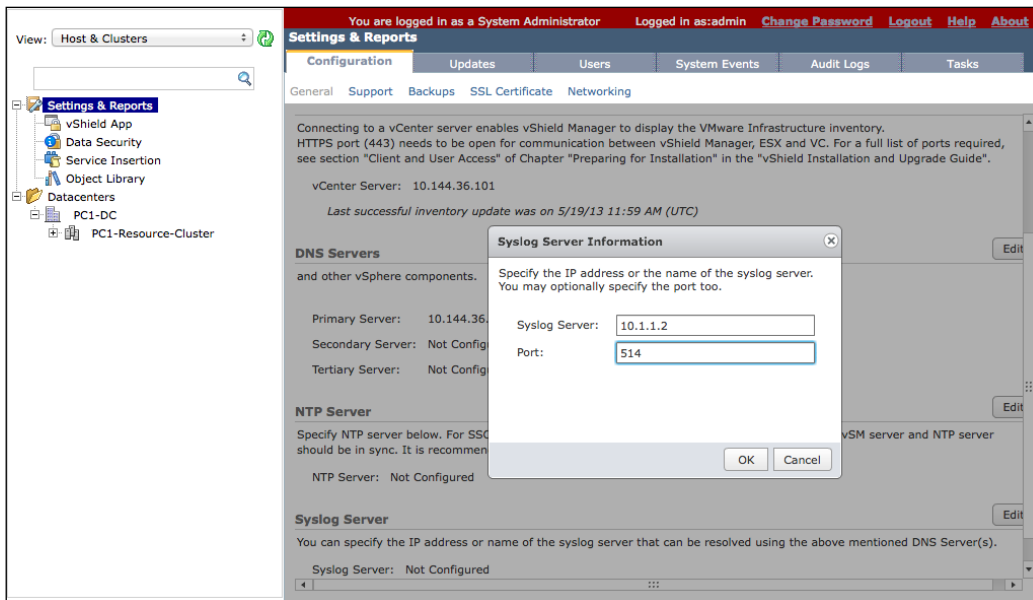 You are logged in as a System Administrator Logged in as:admin Change Password Logout Help About
View: Host & Clusters
Settings & Reports
Configuration Updates Users System Events Audit Logs Tasks
General Support Backups SSL Certificate Networking
Settings & Reports
vShield App
Data Security
Service Insertion
Object Library
Datacenters
PC1-DC
PC1-Resource-Cluster
Connecting to a vCenter server enables vShield Manager to display the VMware Infrastructure inventory.
HTTPS port (443) needs to be open for communication between vShield Manager, ESX and VC. For a full list of ports required,
see section "Client and User Access" of Chapter "Preparing for Installation" in the "vShield Installation and Upgrade Guide".
vCenter Server: 10.144.36.101
Last successful inventory update was on 5/19/13 11:59 AM (UTC)
DNS Servers
Edit
and other vSphere components.
Primary Server: 10.144.36.
Secondary Server: Not Config
Tertiary Server: Not Config
Syslog Server Information
Specify the IP address or the name of the syslog server.
You may optionally specify the port too.
Syslog Server: 10.1.1.2
Port: 514
OK Cancel
NTP Server
Edit
Specify NTP server below. For SSO vSM server and NTP server
should be in sync. It is recommen
NTP Server: Not Configured
Syslog Server
Edit
You can specify the IP address or name of the syslog server that can be resolved using the above mentioned DNS Server(s).
Syslog Server: Not Configured